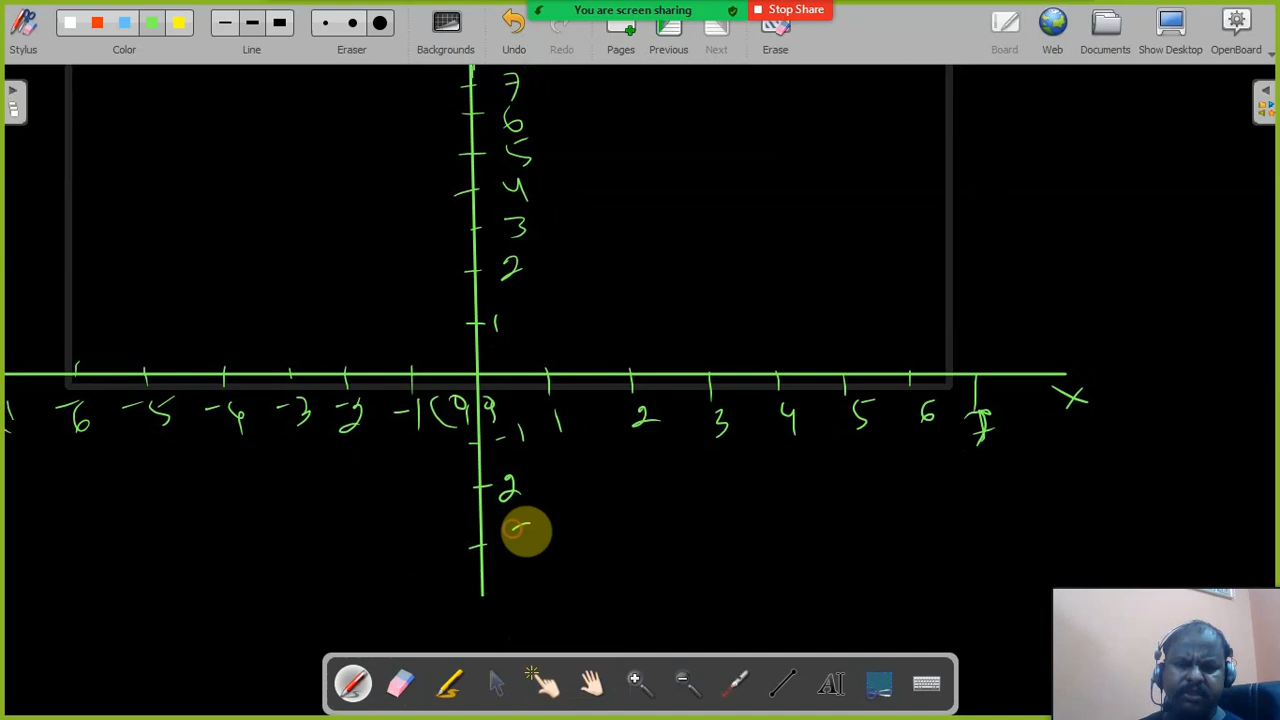 You are screen sharing
Stop Share
Stylus
Color
Line
Eraser
Backgrounds
Undo
Redo
Pages
Previous
Next
Erase
Board
Web
Documents
Show Desktop
OpenBoard
7
6
5
4
3
2
1
-6 -5 -4 -3 -2 -1 1 2 3 4 5 6 7 X
-1
2